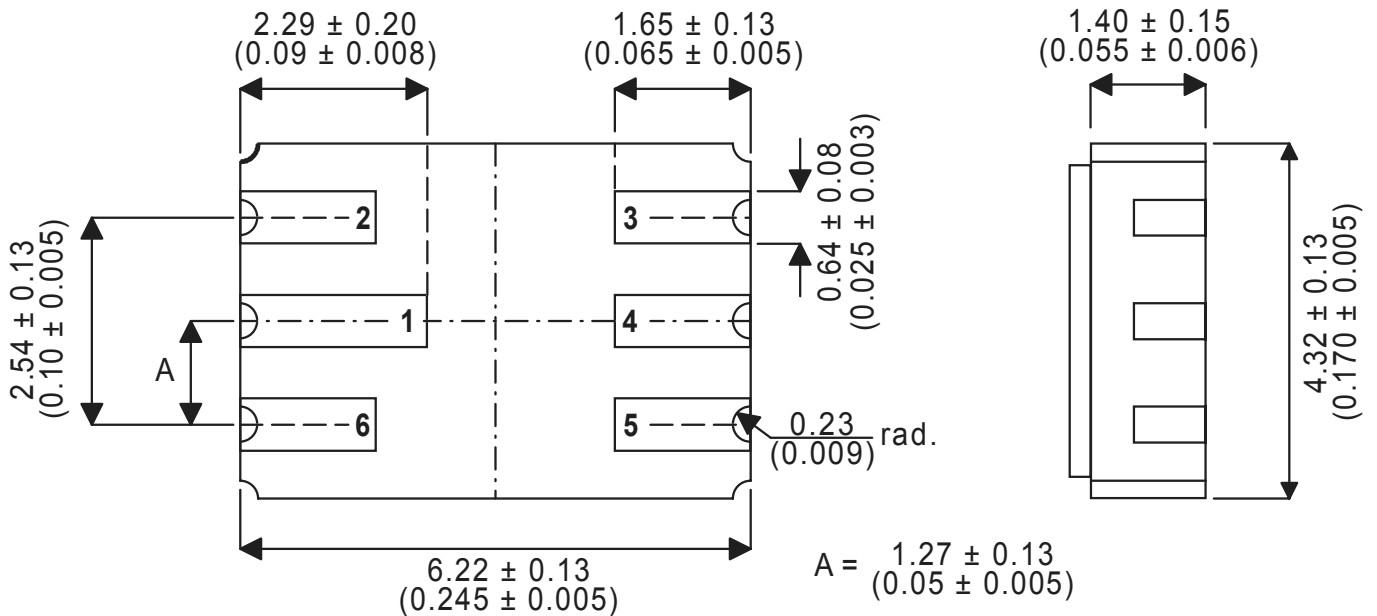 2.29 ± 0.20
(0.09 ± 0.008)
1.65 ± 0.13
(0.065 ± 0.005)
1.40 ± 0.15
(0.055 ± 0.006)
0.64 ± 0.08
(0.025 ± 0.003)
2
3
2.54 ± 0.13
(0.10 ± 0.005)
1
4
A
4.32 ± 0.13
(0.170 ± 0.005)
6
5
0.23
(0.009)
rad.
6.22 ± 0.13
(0.245 ± 0.005)
A = 1.27 ± 0.13
(0.05 ± 0.005)